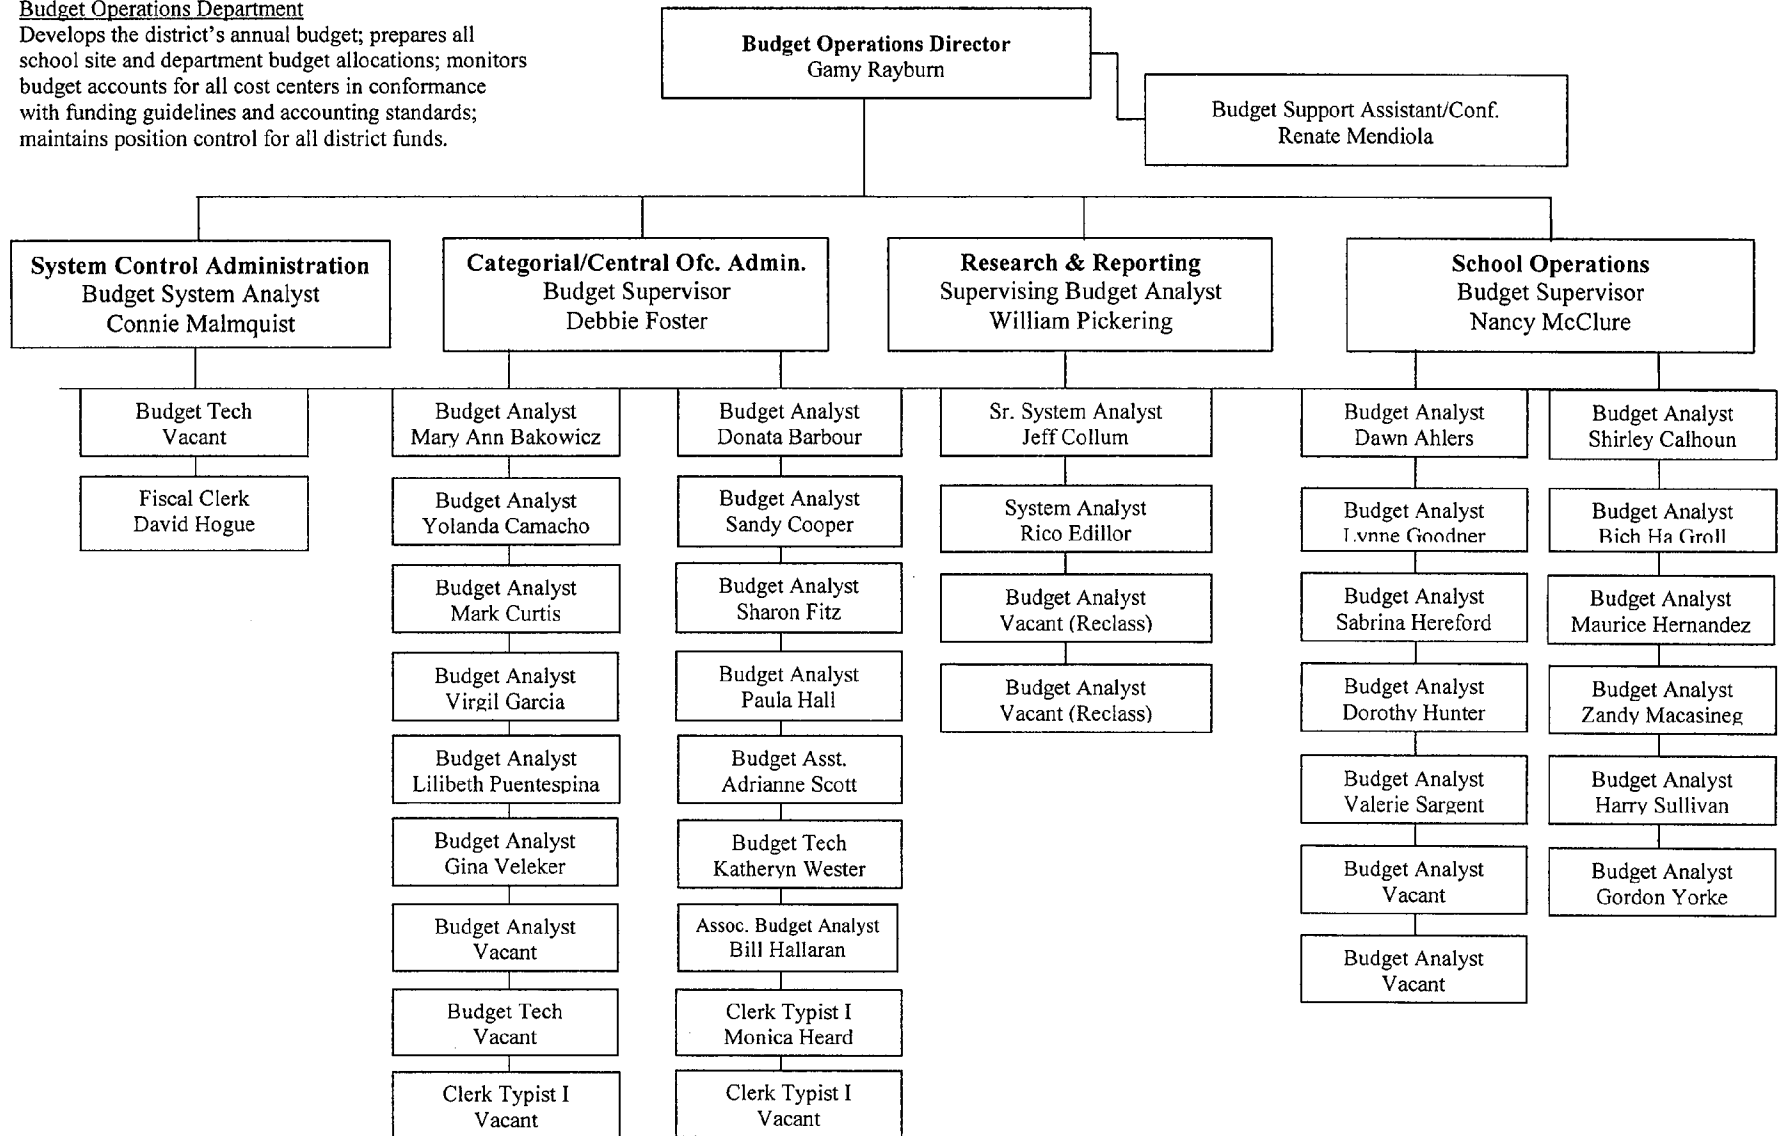 Budget Operations Department
Develops the district's annual budget; prepares all
school site and department budget allocations; monitors
budget accounts for all cost centers in conformance
with funding guidelines and accounting standards;
maintains position control for all district funds.
Budget Operations Director
Gamy Rayburn
Budget Support Assistant/Conf.
Renate Mendiola
System Control Administration
Budget System Analyst
Connie Malmquist
Categorial/Central Ofc. Admin.
Budget Supervisor
Debbie Foster
Research & Reporting
Supervising Budget Analyst
William Pickering
School Operations
Budget Supervisor
Nancy McClure
Budget Tech
Vacant
Fiscal Clerk
David Hogue
Budget Analyst
Mary Ann Bakowicz
Budget Analyst
Yolanda Camacho
Budget Analyst
Mark Curtis
Budget Analyst
Virgil Garcia
Budget Analyst
Lilibeth Puentespina
Budget Analyst
Gina Veleker
Budget Analyst
Vacant
Budget Tech
Vacant
Clerk Typist I
Vacant
Budget Analyst
Donata Barbour
Budget Analyst
Sandy Cooper
Budget Analyst
Sharon Fitz
Budget Analyst
Paula Hall
Budget Asst.
Adrianne Scott
Budget Tech
Katheryn Wester
Assoc. Budget Analyst
Bill Hallaran
Clerk Typist I
Monica Heard
Clerk Typist I
Vacant
Sr. System Analyst
Jeff Collum
System Analyst
Rico Edillor
Budget Analyst
Vacant (Reclass)
Budget Analyst
Vacant (Reclass)
Budget Analyst
Dawn Ahlers
Budget Analyst
Lynne Goodner
Budget Analyst
Sabrina Hereford
Budget Analyst
Dorothy Hunter
Budget Analyst
Valerie Sargent
Budget Analyst
Vacant
Budget Analyst
Vacant
Budget Analyst
Shirley Calhoun
Budget Analyst
Bich Ha Groll
Budget Analyst
Maurice Hernandez
Budget Analyst
Zandy Macasineg
Budget Analyst
Harry Sullivan
Budget Analyst
Gordon Yorke